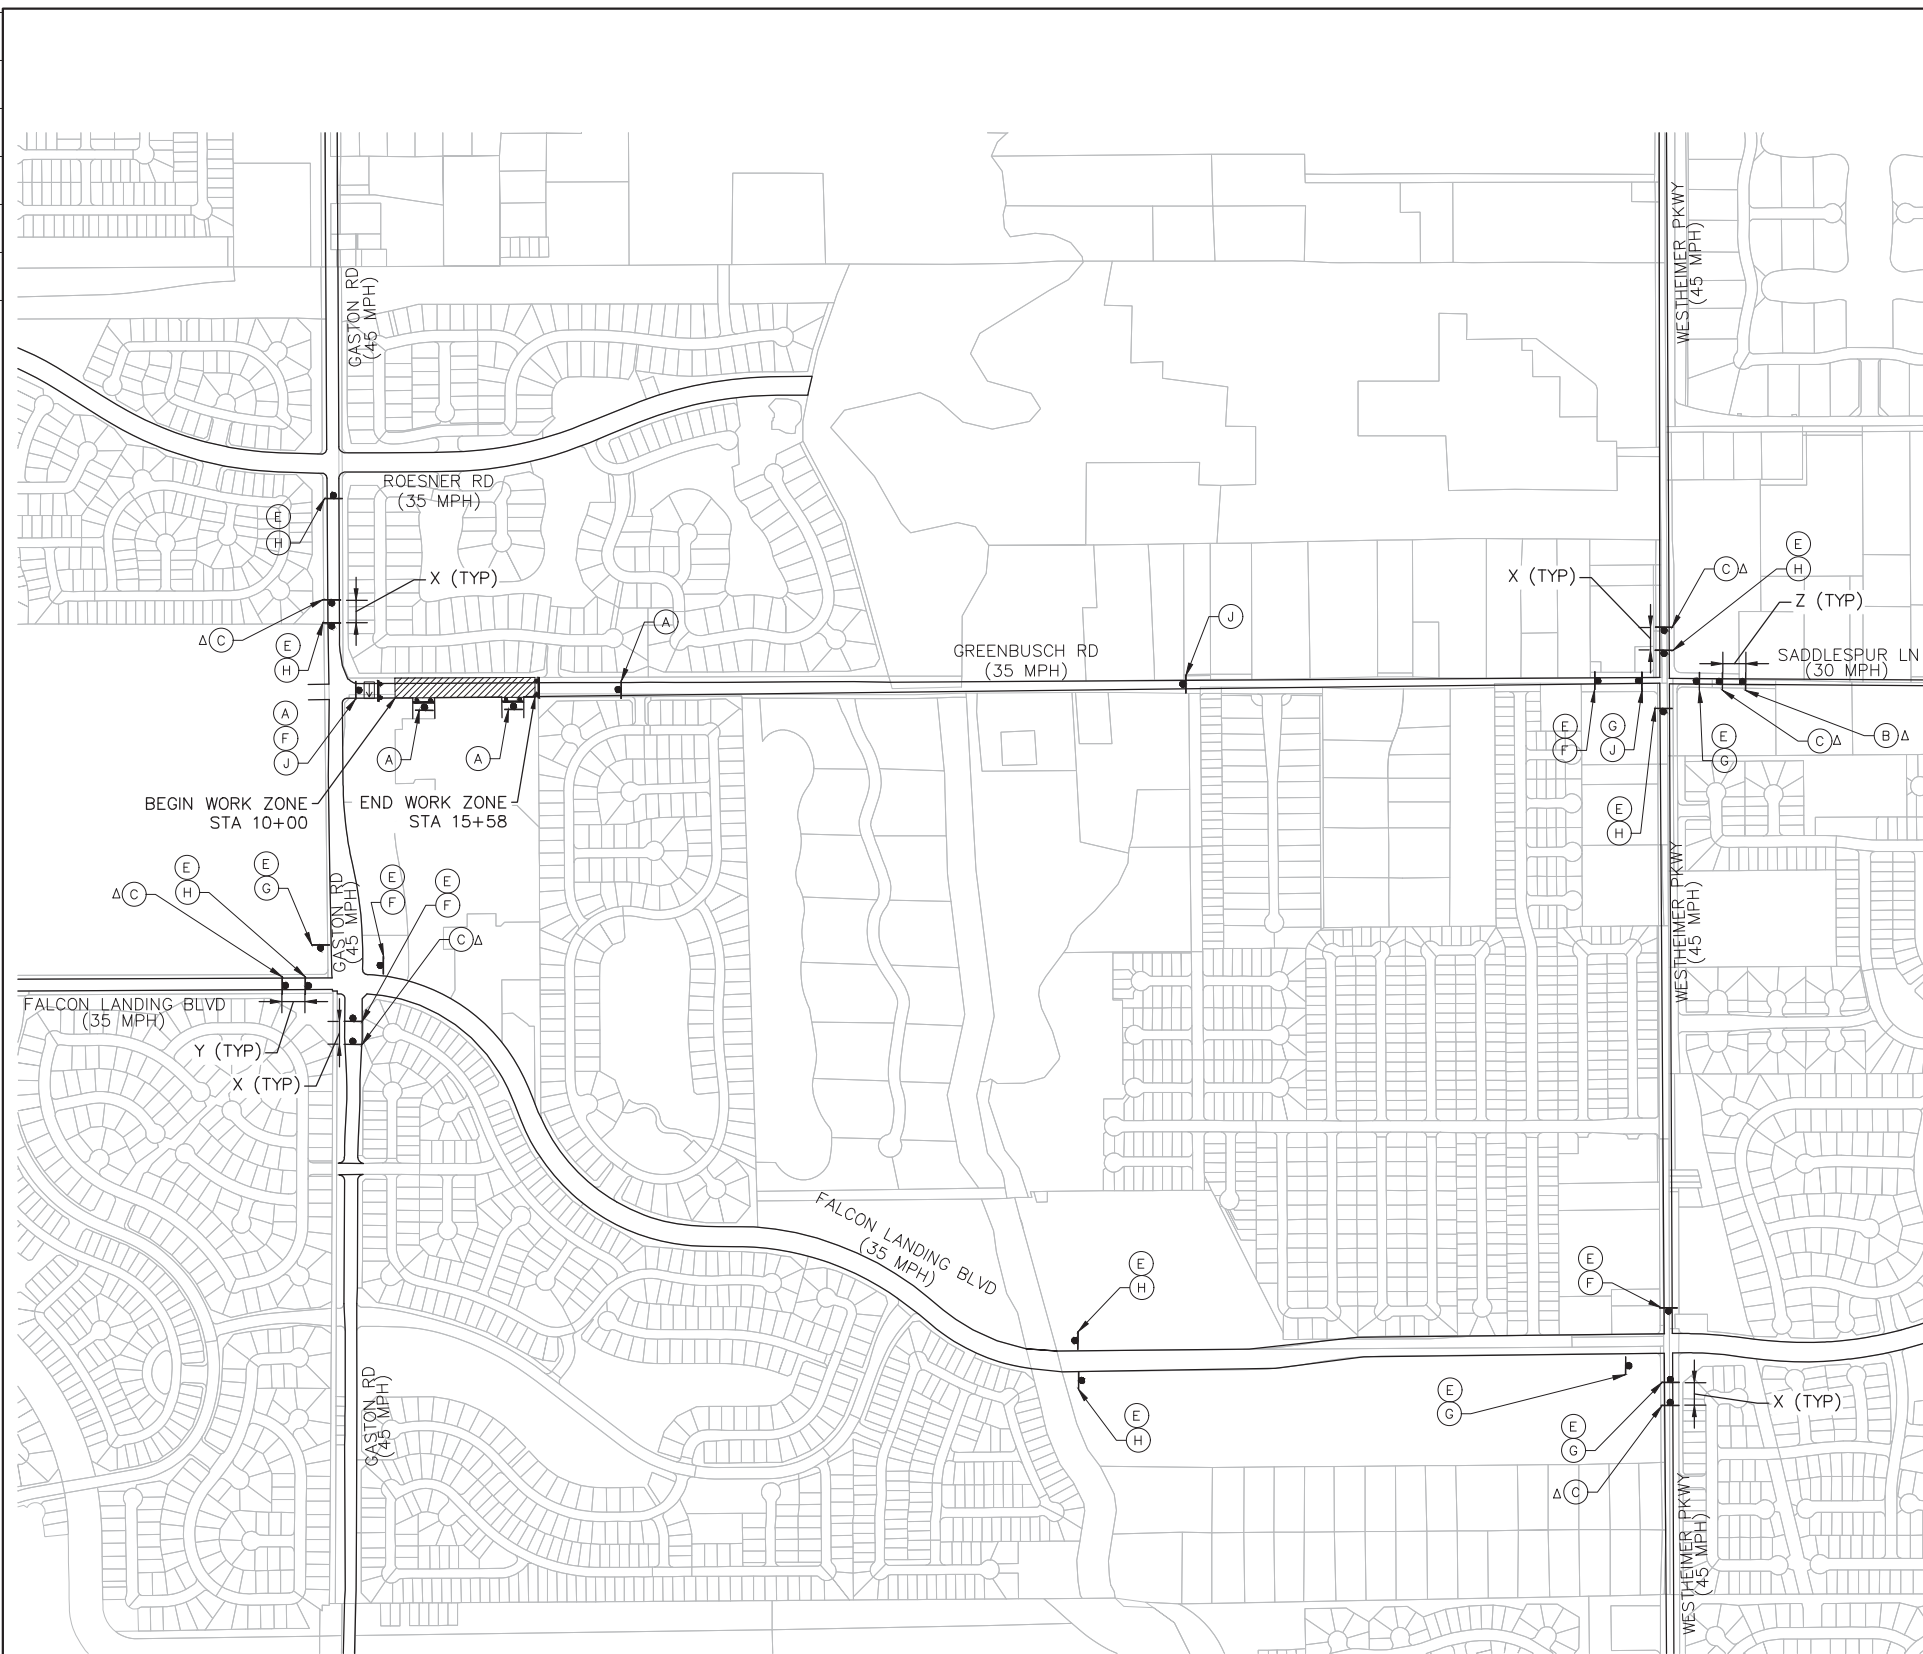 GASTON RD
(45 MPH)
WESTHEIMER PKWY
(45 MPH)
ROESNER RD
(35 MPH)
E
H
X (TYP)
Δ C
E
H
A
GREENBUSCH RD
(35 MPH)
J
X (TYP)
C Δ
E
H
Z (TYP)
SADDLESPUR LN
(30 MPH)
A
F
J
A
A
E
F
G
J
E
G
C Δ
B Δ
BEGIN WORK ZONE
STA 10+00
END WORK ZONE
STA 15+58
E
H
Δ C
E
H
E
G
GASTON RD
(45 MPH)
E
F
E
F
C Δ
WESTHEIMER PKWY
(45 MPH)
FALCON LANDING BLVD
(35 MPH)
Y (TYP)
X (TYP)
FALCON LANDING BLVD
(35 MPH)
E
H
E
F
GASTON RD
(45 MPH)
E
H
E
G
X (TYP)
E
G
Δ C
WESTHEIMER PKWY
(45 MPH)